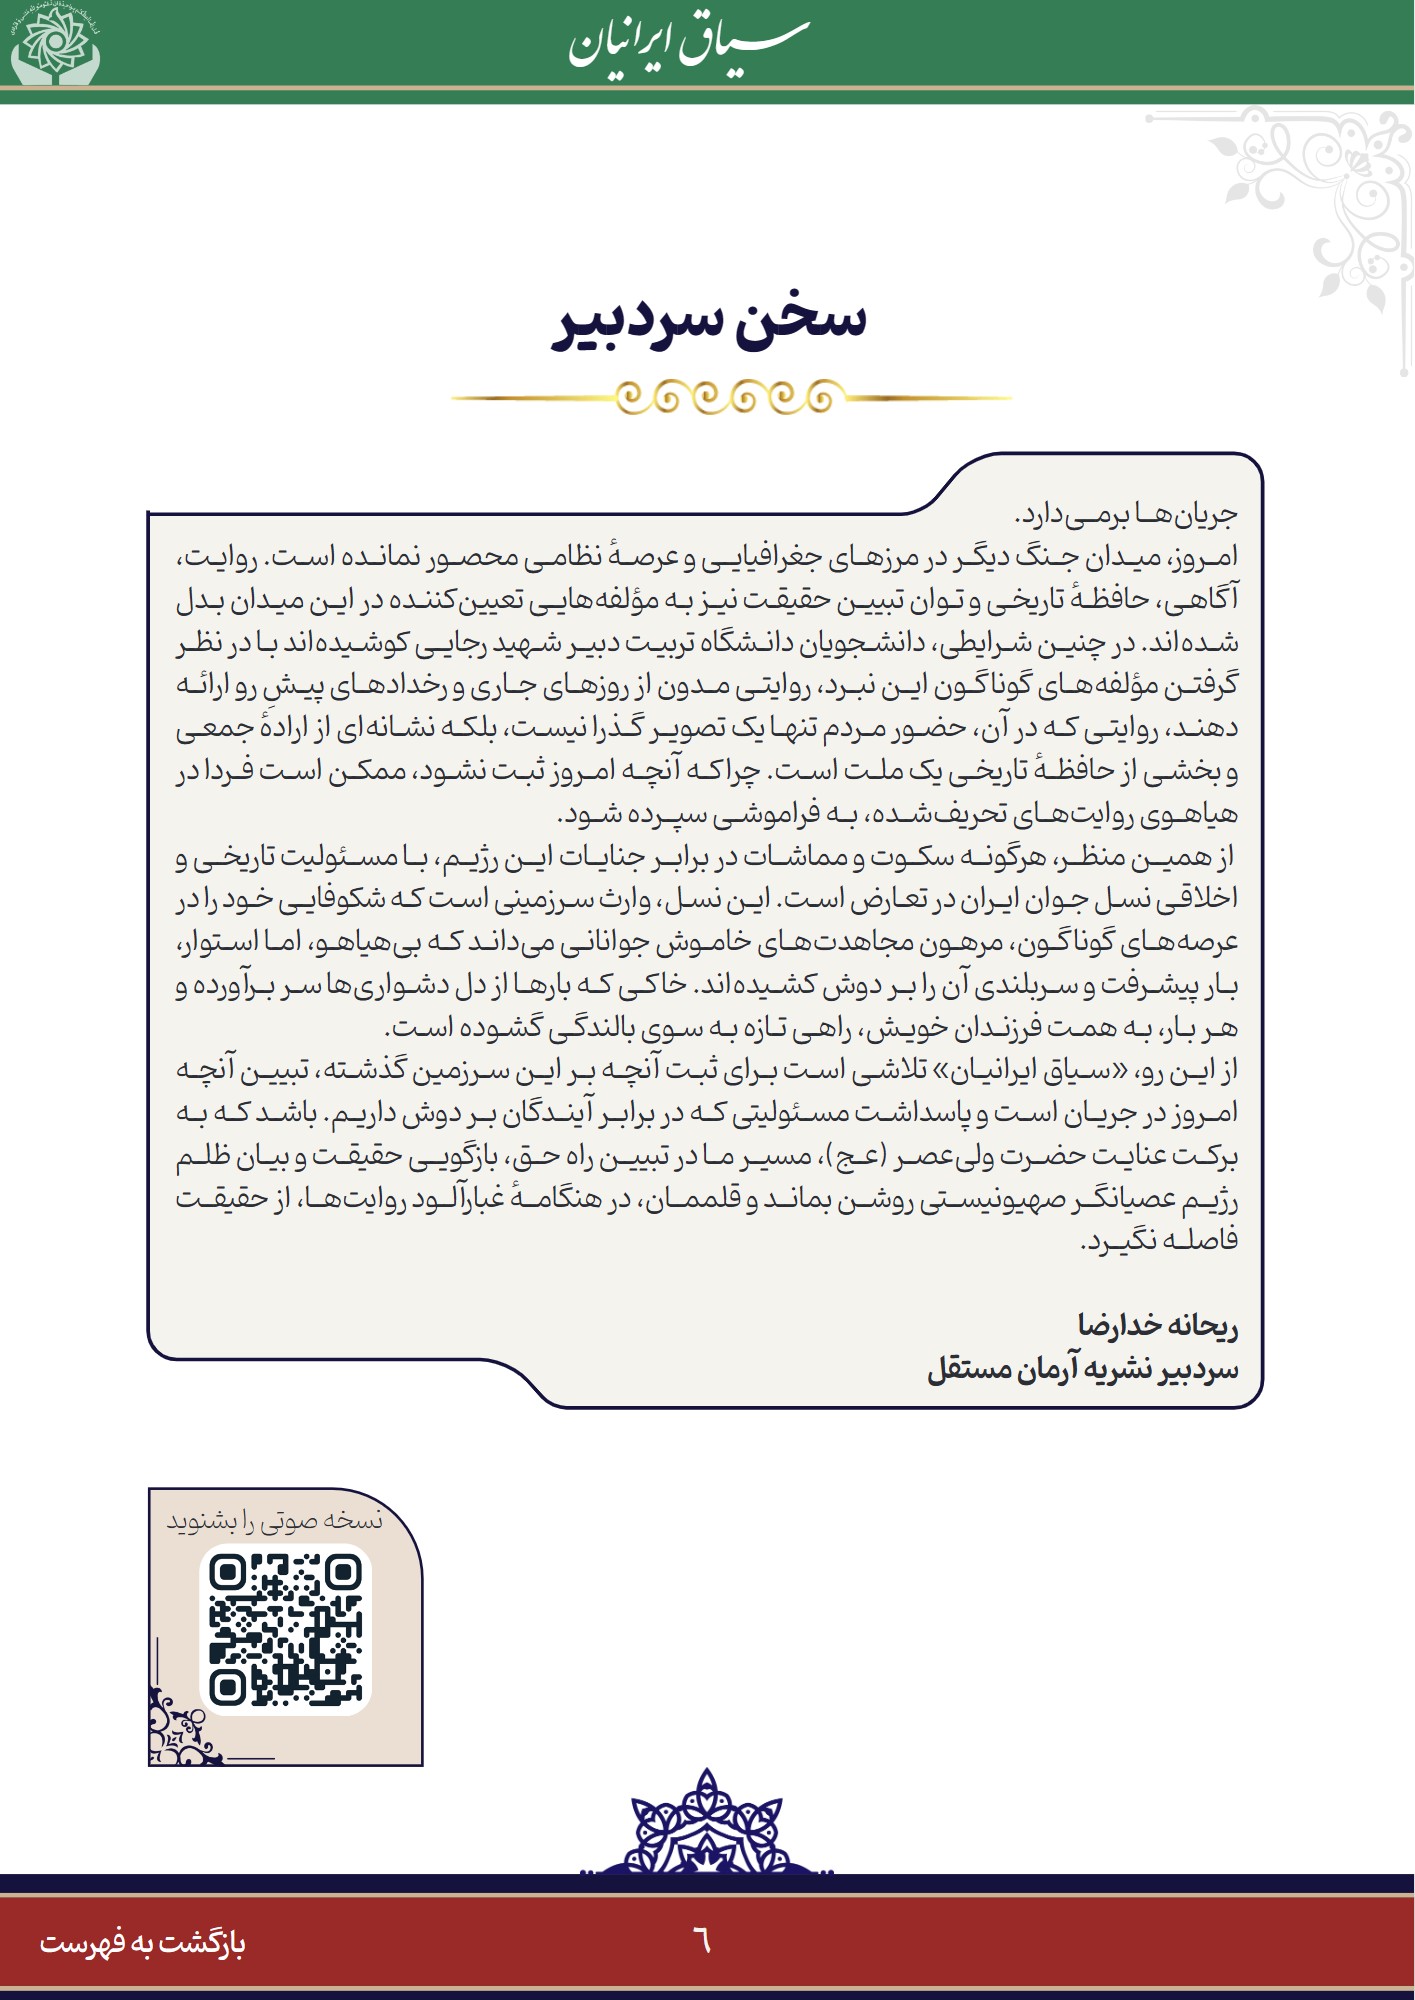 سیاق ایرانیان
سخن سردبیر
جریان‌ها برمی‌دارد.
امروز، میدان جنگ دیگر در مرزهای جغرافیایی و عرصهٔ نظامی محصور نمانده است. روایت،
آگاهی، حافظهٔ تاریخی و توان تبیین حقیقت نیز به مؤلفه‌هایی تعیین‌کننده در این میدان بدل
شده‌اند. در چنین شرایطی، دانشجویان دانشگاه تربیت دبیر شهید رجایی کوشیده‌اند با در نظر
گرفتن مؤلفه‌های گوناگون این نبرد، روایتی مدون از روزهای جاری و رخدادهای پیشِ رو ارائه
دهند، روایتی که در آن، حضور مردم تنها یک تصویر گذرا نیست، بلکه نشانه‌ای از ارادهٔ جمعی
و بخشی از حافظهٔ تاریخی یک ملت است. چراکه آنچه امروز ثبت نشود، ممکن است فردا در
هیاهوی روایت‌های تحریف‌شده، به فراموشی سپرده شود.
از همین منظر، هرگونه سکوت و مماشات در برابر جنایات این رژیم، با مسئولیت تاریخی و
اخلاقی نسل جوان ایران در تعارض است. این نسل، وارث سرزمینی است که شکوفایی خود را در
عرصه‌های گوناگون، مرهون مجاهدت‌های خاموش جوانانی می‌داند که بی‌هیاهو، اما استوار،
بار پیشرفت و سربلندی آن را بر دوش کشیده‌اند. خاکی که بارها از دل دشواری‌ها سر برآورده و
هر بار، به همت فرزندان خویش، راهی تازه به سوی بالندگی گشوده است.
از این رو، «سیاق ایرانیان» تلاشی است برای ثبت آنچه بر این سرزمین گذشته، تبیین آنچه
امروز در جریان است و پاسداشت مسئولیتی که در برابر آیندگان بر دوش داریم. باشد که به
برکت عنایت حضرت ولی‌عصر (عج)، مسیر ما در تبیین راه حق، بازگویی حقیقت و بیان ظلم
رژیم عصیانگر صهیونیستی روشن بماند و قلممان، در هنگامهٔ غبارآلود روایت‌ها، از حقیقت
فاصله نگیرد.
ریحانه خدارضا
سردبیر نشریه آرمان مستقل
نسخه صوتی را بشنوید
٦
بازگشت به فهرست